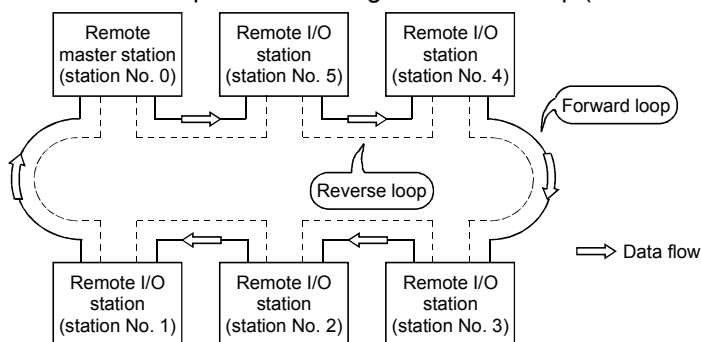 Remote
master station
(station No. 0)
Remote I/O
station
(station No. 5)
Remote I/O
station
(station No. 4)
Forward loop
Reverse loop
Data flow
Remote I/O
station
(station No. 1)
Remote I/O
station
(station No. 2)
Remote I/O
station
(station No. 3)